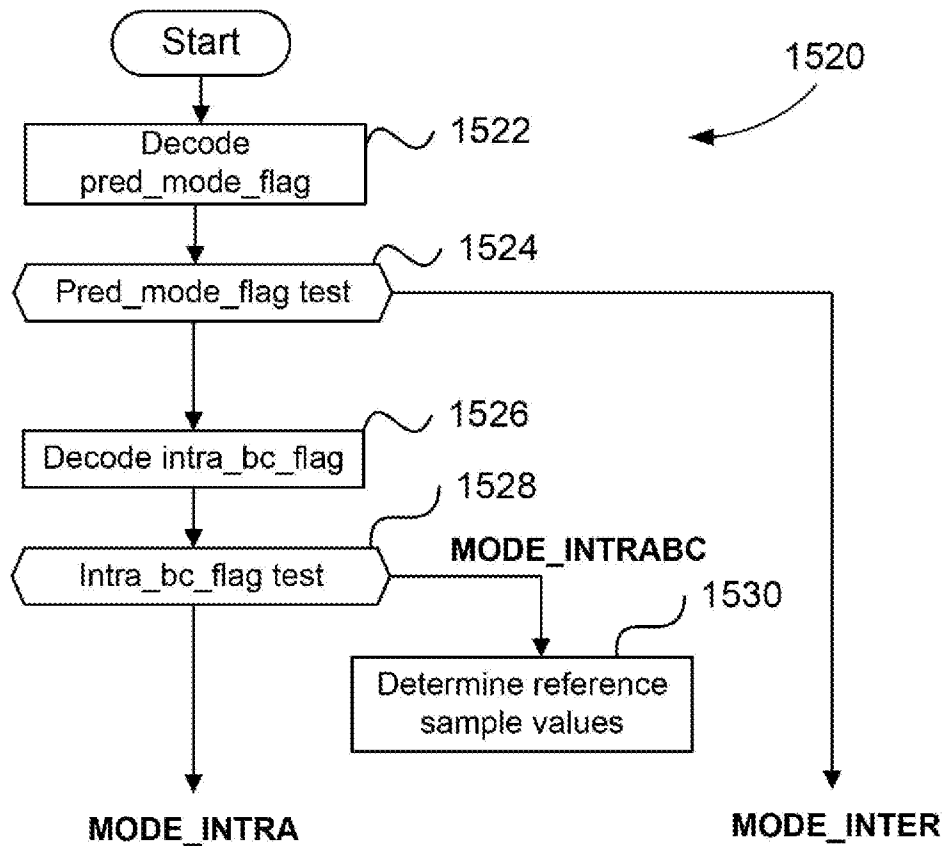 Start
1520
Decode
pred_mode_flag
1522
1524
Pred_mode_flag test
1526
Decode intra_bc_flag
1528
Intra_bc_flag test
MODE_INTRABC
1530
Determine reference
sample values
MODE_INTRA
MODE_INTER